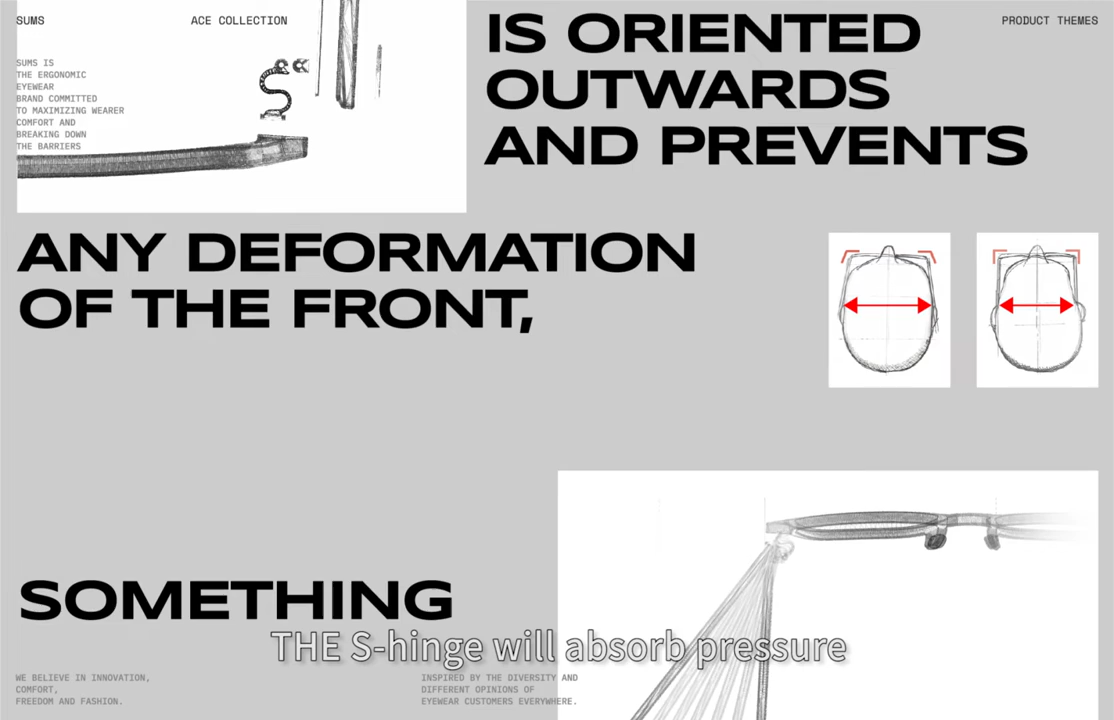 SUMS
ACE COLLECTION
PRODUCT THEMES
SUMS IS
THE ERGONOMIC
EYEWEAR
BRAND COMMITTED
TO MAXIMIZING WEARER
COMFORT AND
BREAKING DOWN
THE BARRIERS
IS ORIENTED
OUTWARDS
AND PREVENTS
ANY DEFORMATION
OF THE FRONT,
SOMETHING
THE S-hinge will absorb pressure
WE BELIEVE IN INNOVATION,
COMFORT,
FREEDOM AND FASHION.
INSPIRED BY THE DIVERSITY AND
DIFFERENT OPINIONS OF
EYEWEAR CUSTOMERS EVERYWHERE.